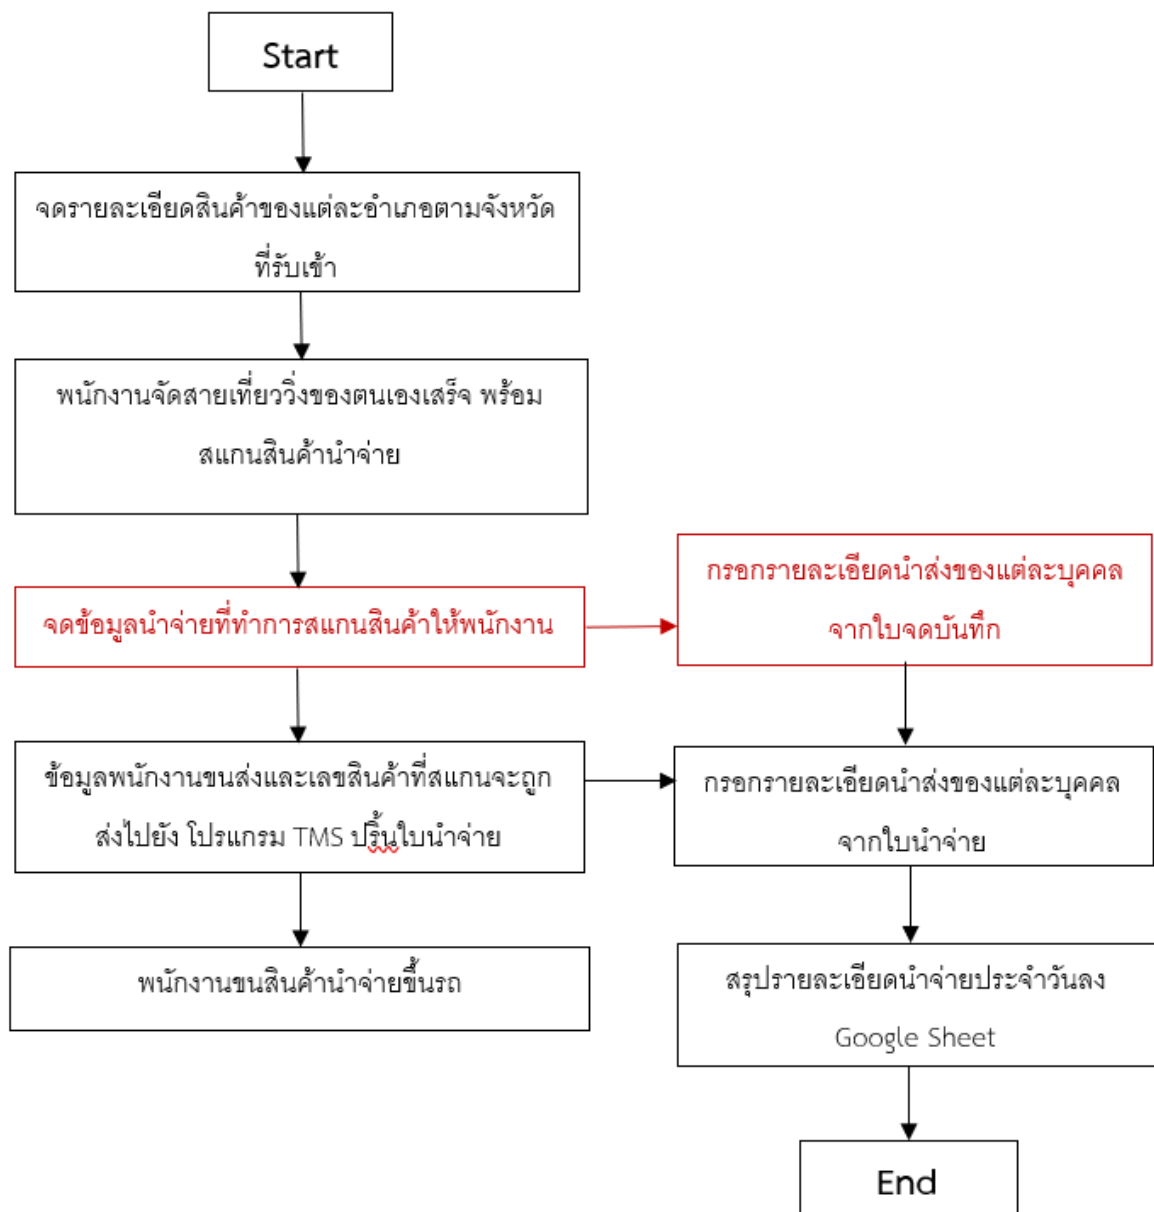 Start
จดรายละเอียดสินค้าของแต่ละอำเภอตามจังหวัด
ที่รับเข้า
พนักงานจัดสายเที่ยววิ่งของตนเองเสร็จ พร้อม
สแกนสินค้านำจ่าย
จดข้อมูลนำจ่ายที่ทำการสแกนสินค้าให้พนักงาน
กรอกรายละเอียดนำส่งของแต่ละบุคคล
จากใบจดบันทึก
ข้อมูลพนักงานขนส่งและเลขสินค้าที่สแกนจะถูก
ส่งไปยัง โปรแกรม TMS ปริ้นใบนำจ่าย
กรอกรายละเอียดนำส่งของแต่ละบุคคล
จากใบนำจ่าย
พนักงานขนสินค้านำจ่ายขึ้นรถ
สรุปรายละเอียดนำจ่ายประจำวันลง
Google Sheet
End